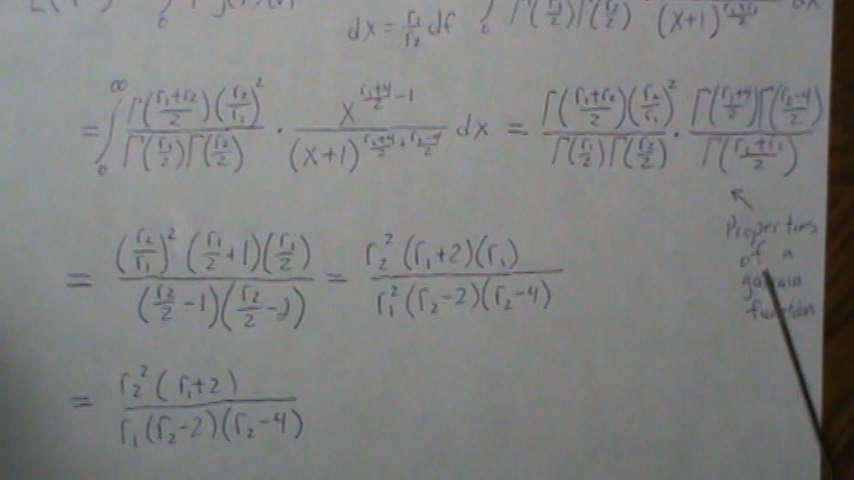 dx = r₁/r₂ df
(x+1)
= ∫₀^∞ Γ((r₁+r₂)/2)(r₂/r₁)² / Γ(r₁/2)Γ(r₂/2) · x^((r₁+4)/2 - 1) / (x+1)^((r₁+4)/2 + (r₂-4)/2) dx = Γ((r₁+r₂)/2)(r₂/r₁)² / Γ(r₁/2)Γ(r₂/2) · Γ((r₁+4)/2)Γ((r₂-4)/2) / Γ((r₁+r₂)/2)
Properties
of a
function
= (r₂/r₁)² (r₁/2 + 1)(r₁/2) / (r₂/2 - 1)(r₂/2 - 2) = r₂² (r₁+2)(r₁) / r₁² (r₂-2)(r₂-4)
= r₂² (r₁+2) / r₁(r₂-2)(r₂-4)